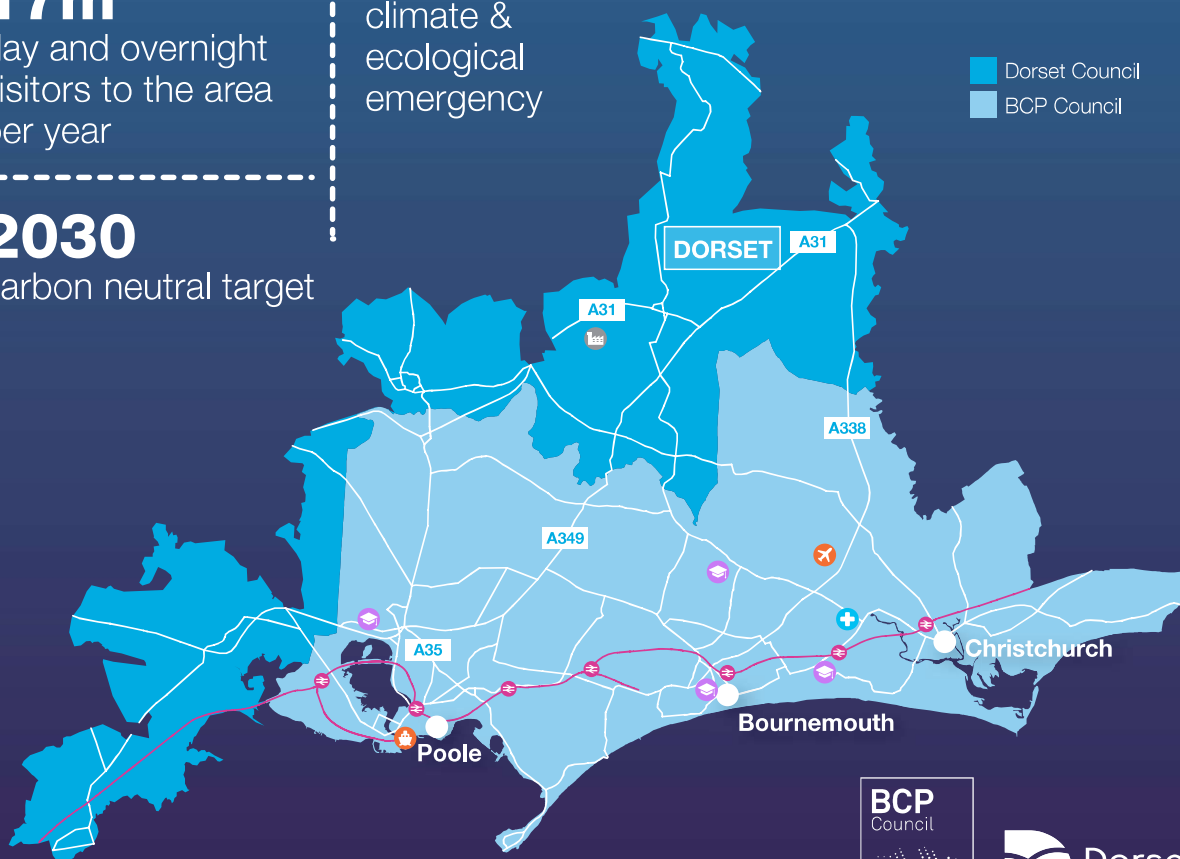 day and overnight
visitors to the area
per year
2030
carbon neutral target
climate &
ecological
emergency
Dorset Council
BCP Council
DORSET
A31
A31
A338
A349
A35
Christchurch
Bournemouth
Poole
BCP
Council